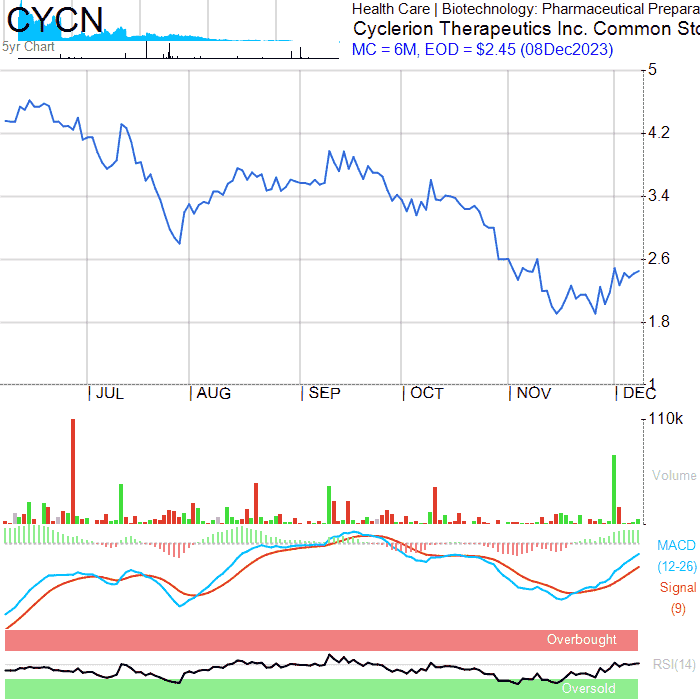 CYCN
5yr Chart
Health Care | Biotechnology: Pharmaceutical Prepara
Cyclerion Therapeutics Inc. Common Sto
MC = 6M, EOD = $2.45 (08Dec2023)
5
4.2
3.4
2.6
1.8
1
JUL AUG SEP OCT NOV DEC
110k
Volume
MACD
(12-26)
Signal
(9)
Overbought
RSI(14)
Oversold